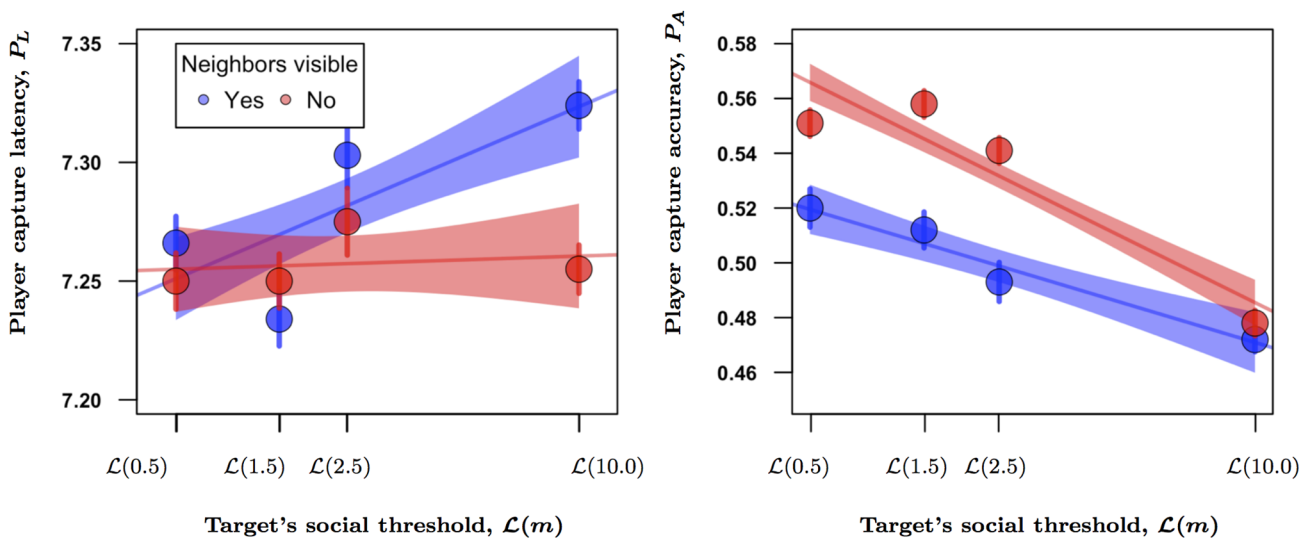 Player capture latency, P_L
7.35
7.30
7.25
7.20
Neighbors visible
Yes No
ℒ(0.5) ℒ(1.5) ℒ(2.5) ℒ(10.0)
Target's social threshold, ℒ(m)
Player capture accuracy, P_A
0.58
0.56
0.54
0.52
0.50
0.48
0.46
ℒ(0.5) ℒ(1.5) ℒ(2.5) ℒ(10.0)
Target's social threshold, ℒ(m)